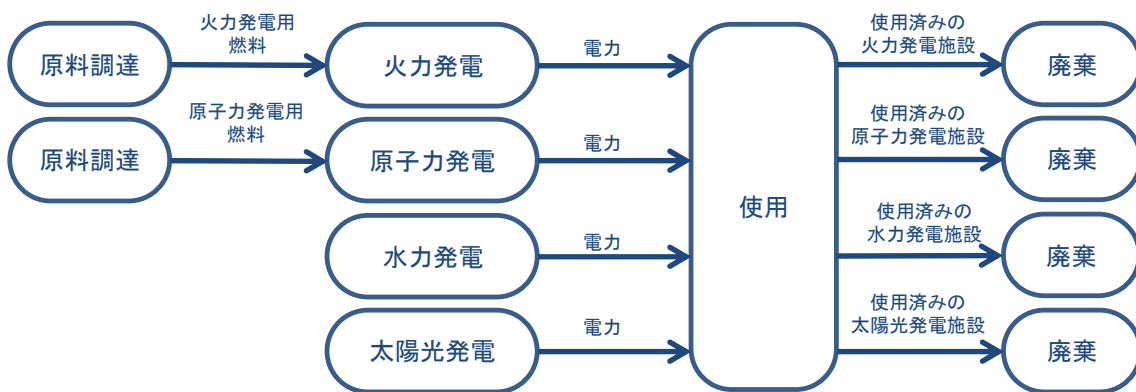 火力発電用
燃料
原料調達
火力発電
電力
使用済みの
火力発電施設
廃棄
原子力発電用
燃料
原料調達
原子力発電
電力
使用済みの
原子力発電施設
廃棄
使用
水力発電
電力
使用済みの
水力発電施設
廃棄
太陽光発電
電力
使用済みの
太陽光発電施設
廃棄